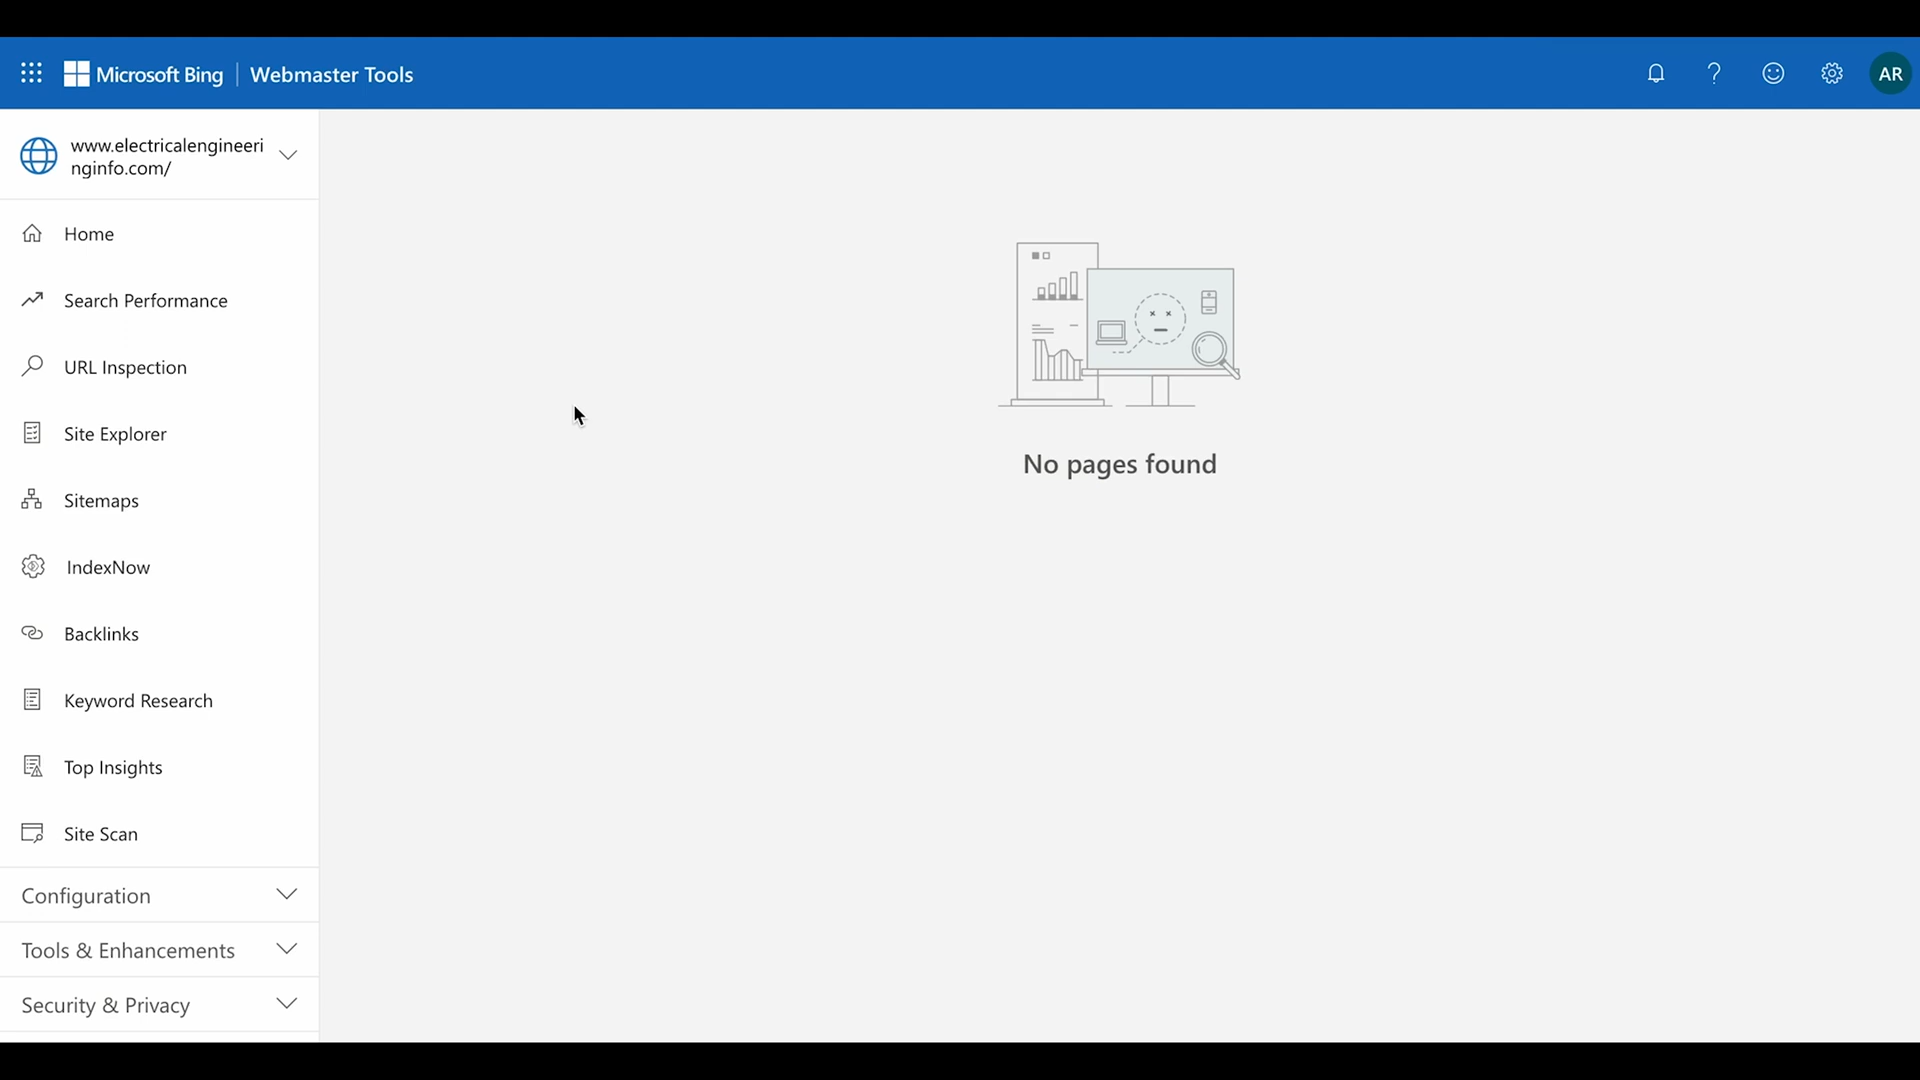 Microsoft Bing | Webmaster Tools
AR
www.electricalengineeri
nginfo.com/
Home
Search Performance
URL Inspection
Site Explorer
Sitemaps
IndexNow
Backlinks
Keyword Research
Top Insights
Site Scan
Configuration
Tools & Enhancements
Security & Privacy
No pages found